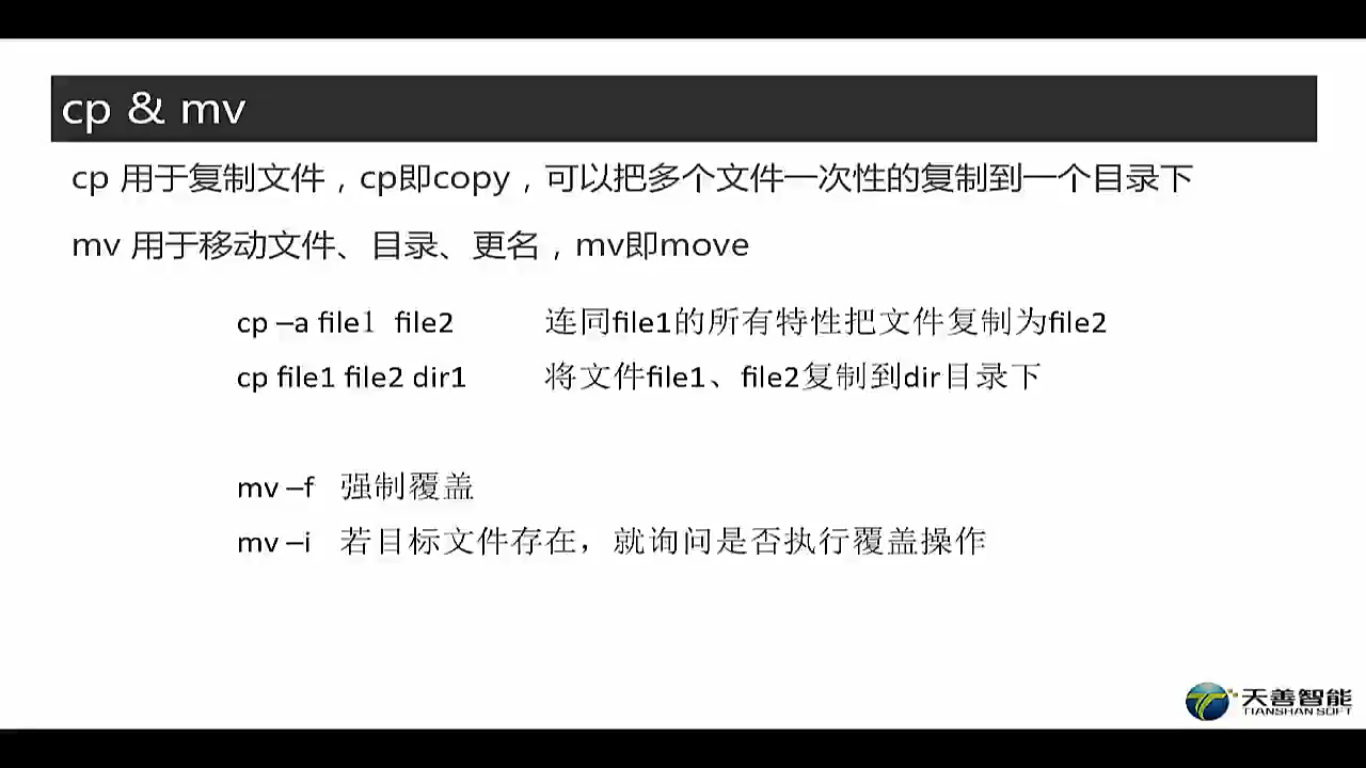 cp & mv
cp 用于复制文件，cp即copy，可以把多个文件一次性的复制到一个目录下
mv 用于移动文件、目录、更名，mv即move
cp –a file1 file2 连同file1的所有特性把文件复制为file2
cp file1 file2 dir1 将文件file1、file2复制到dir目录下
mv –f 强制覆盖
mv –i 若目标文件存在，就询问是否执行覆盖操作
天善智能
TIANSHAN SOFT